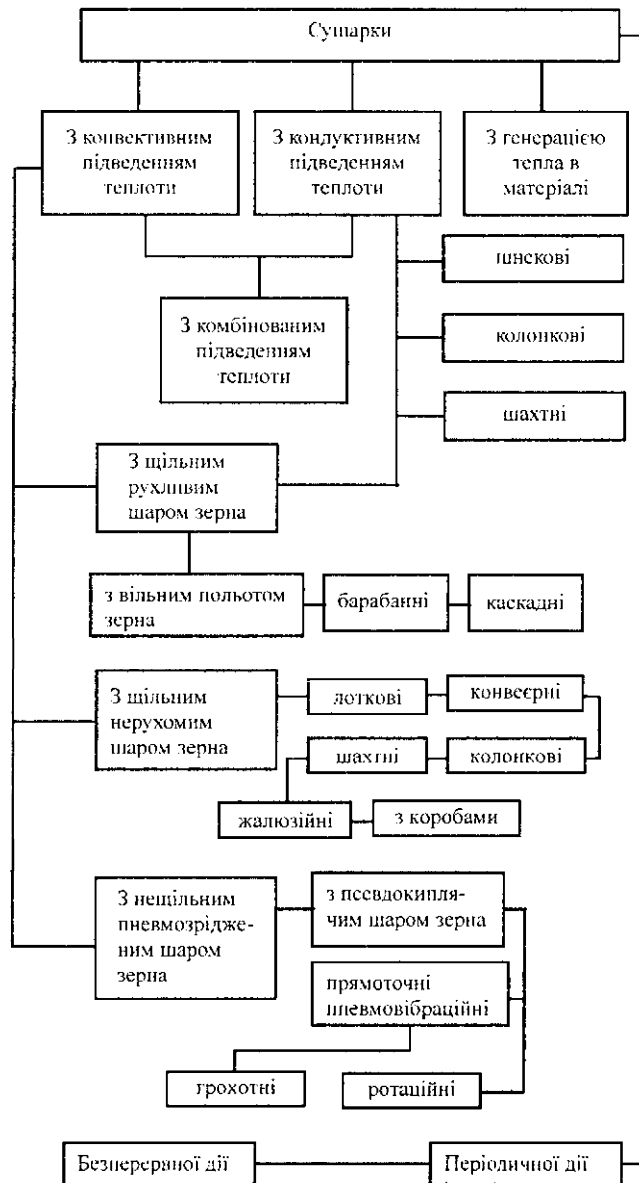 Сушарки
З конвективним
підведенням
теплоти
З кондуктивним
підведенням
теплоти
З генерацією
тепла в
матеріалі
шнекові
З комбінованим
підведенням
теплоти
колонкові
шахтні
З щільним
рухливим
шаром зерна
з вільним польотом
зерна
барабанні
каскадні
З щільним
нерухомим
шаром зерна
лоткові
конвеєрні
шахтні
колонкові
жалюзійні
з коробами
З нещільним
пневмозрідже-
ним шаром
зерна
з псевдокипля-
чим шаром зерна
прямоточні
пневмовібраційні
грохотні
ротаційні
Безперервної дії
Періодичної дії